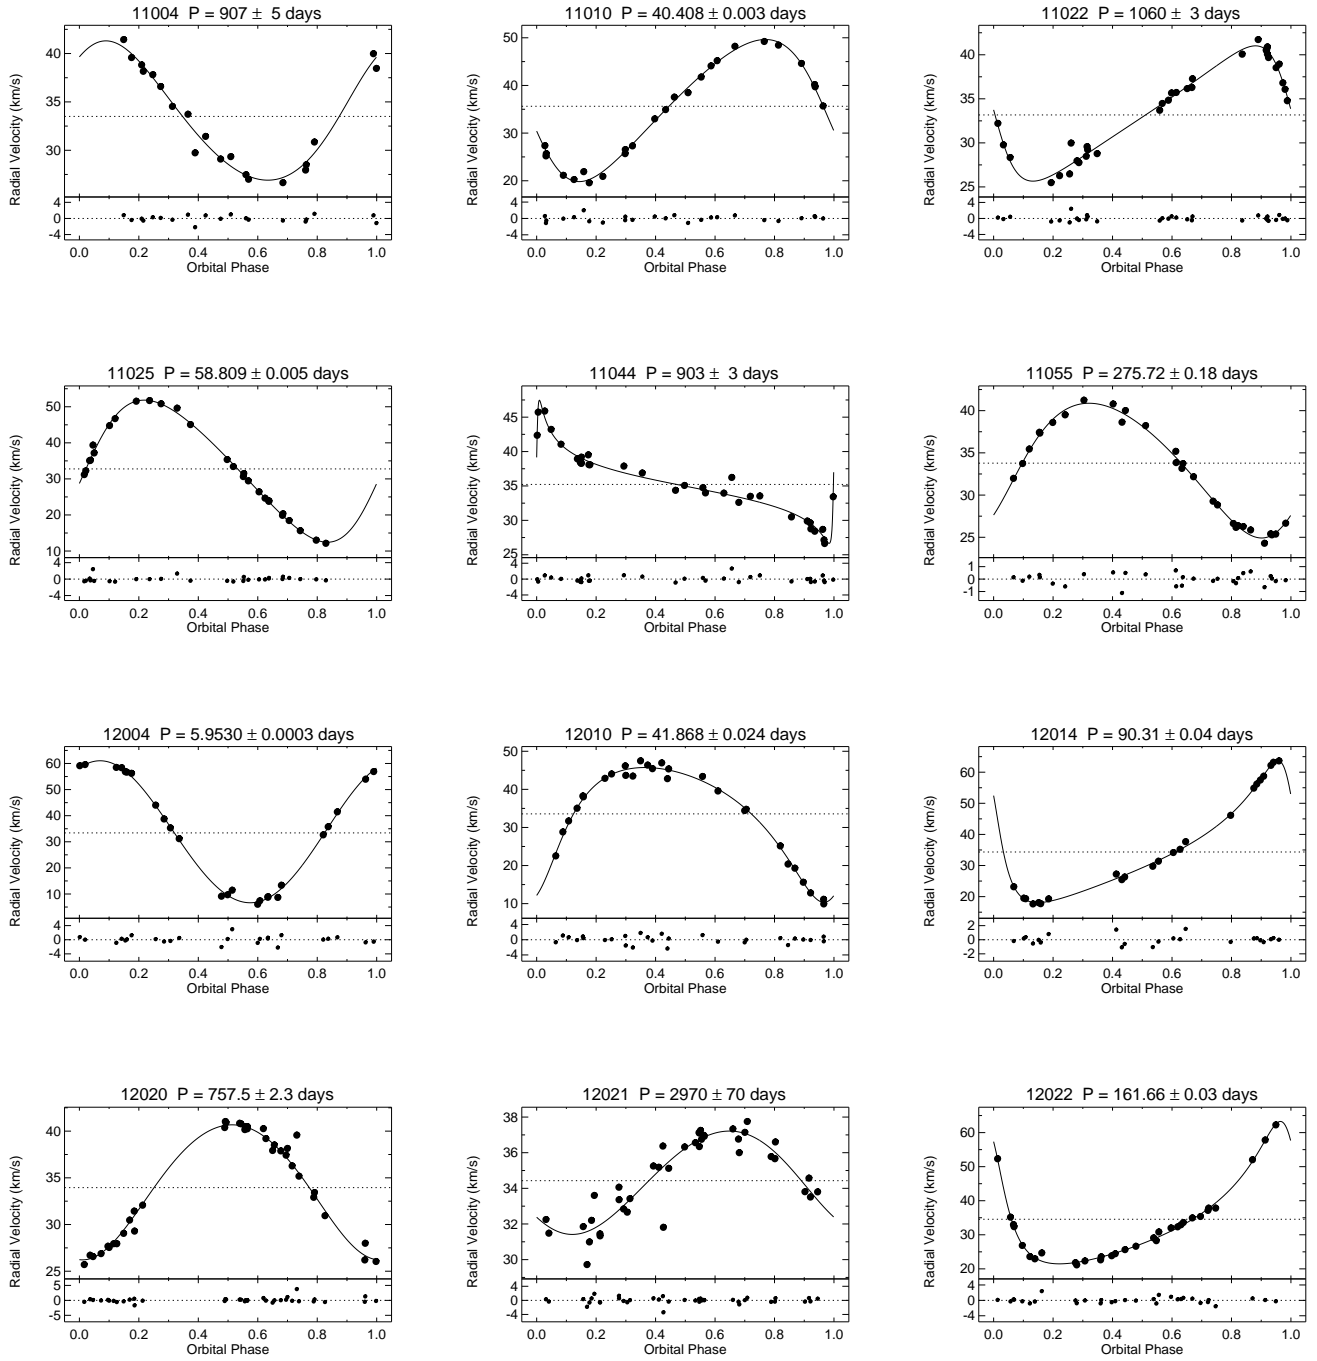 11004 P = 907 ± 5 days
Radial Velocity (km/s)
40
35
30
4
0
-4
0.0 0.2 0.4 0.6 0.8 1.0
Orbital Phase
11010 P = 40.408 ± 0.003 days
Radial Velocity (km/s)
50
40
30
20
4
0
-4
0.0 0.2 0.4 0.6 0.8 1.0
Orbital Phase
11022 P = 1060 ± 3 days
Radial Velocity (km/s)
40
35
30
25
4
0
-4
0.0 0.2 0.4 0.6 0.8 1.0
Orbital Phase
11025 P = 58.809 ± 0.005 days
Radial Velocity (km/s)
50
40
30
20
10
4
0
-4
0.0 0.2 0.4 0.6 0.8 1.0
Orbital Phase
11044 P = 903 ± 3 days
Radial Velocity (km/s)
45
40
35
30
25
4
0
-4
0.0 0.2 0.4 0.6 0.8 1.0
Orbital Phase
11055 P = 275.72 ± 0.18 days
Radial Velocity (km/s)
40
35
30
25
1
0
-1
0.0 0.2 0.4 0.6 0.8 1.0
Orbital Phase
12004 P = 5.9530 ± 0.0003 days
Radial Velocity (km/s)
60
50
40
30
20
10
4
0
-4
0.0 0.2 0.4 0.6 0.8 1.0
Orbital Phase
12010 P = 41.868 ± 0.024 days
Radial Velocity (km/s)
50
40
30
20
10
4
0
-4
0.0 0.2 0.4 0.6 0.8 1.0
Orbital Phase
12014 P = 90.31 ± 0.04 days
Radial Velocity (km/s)
60
50
40
30
20
2
0
-2
0.0 0.2 0.4 0.6 0.8 1.0
Orbital Phase
12020 P = 757.5 ± 2.3 days
Radial Velocity (km/s)
40
35
30
25
5
0
-5
0.0 0.2 0.4 0.6 0.8 1.0
Orbital Phase
12021 P = 2970 ± 70 days
Radial Velocity (km/s)
38
36
34
32
30
4
0
-4
0.0 0.2 0.4 0.6 0.8 1.0
Orbital Phase
12022 P = 161.66 ± 0.03 days
Radial Velocity (km/s)
60
50
40
30
20
4
0
-4
0.0 0.2 0.4 0.6 0.8 1.0
Orbital Phase